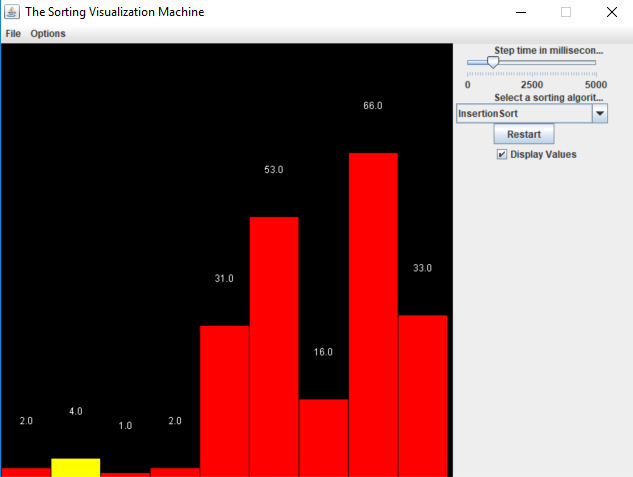 The Sorting Visualization Machine
File Options
Step time in millisecon...
0 2500 5000
Select a sorting algorit...
InsertionSort
Restart
Display Values
66.0
53.0
31.0
33.0
16.0
4.0
2.0
1.0
2.0